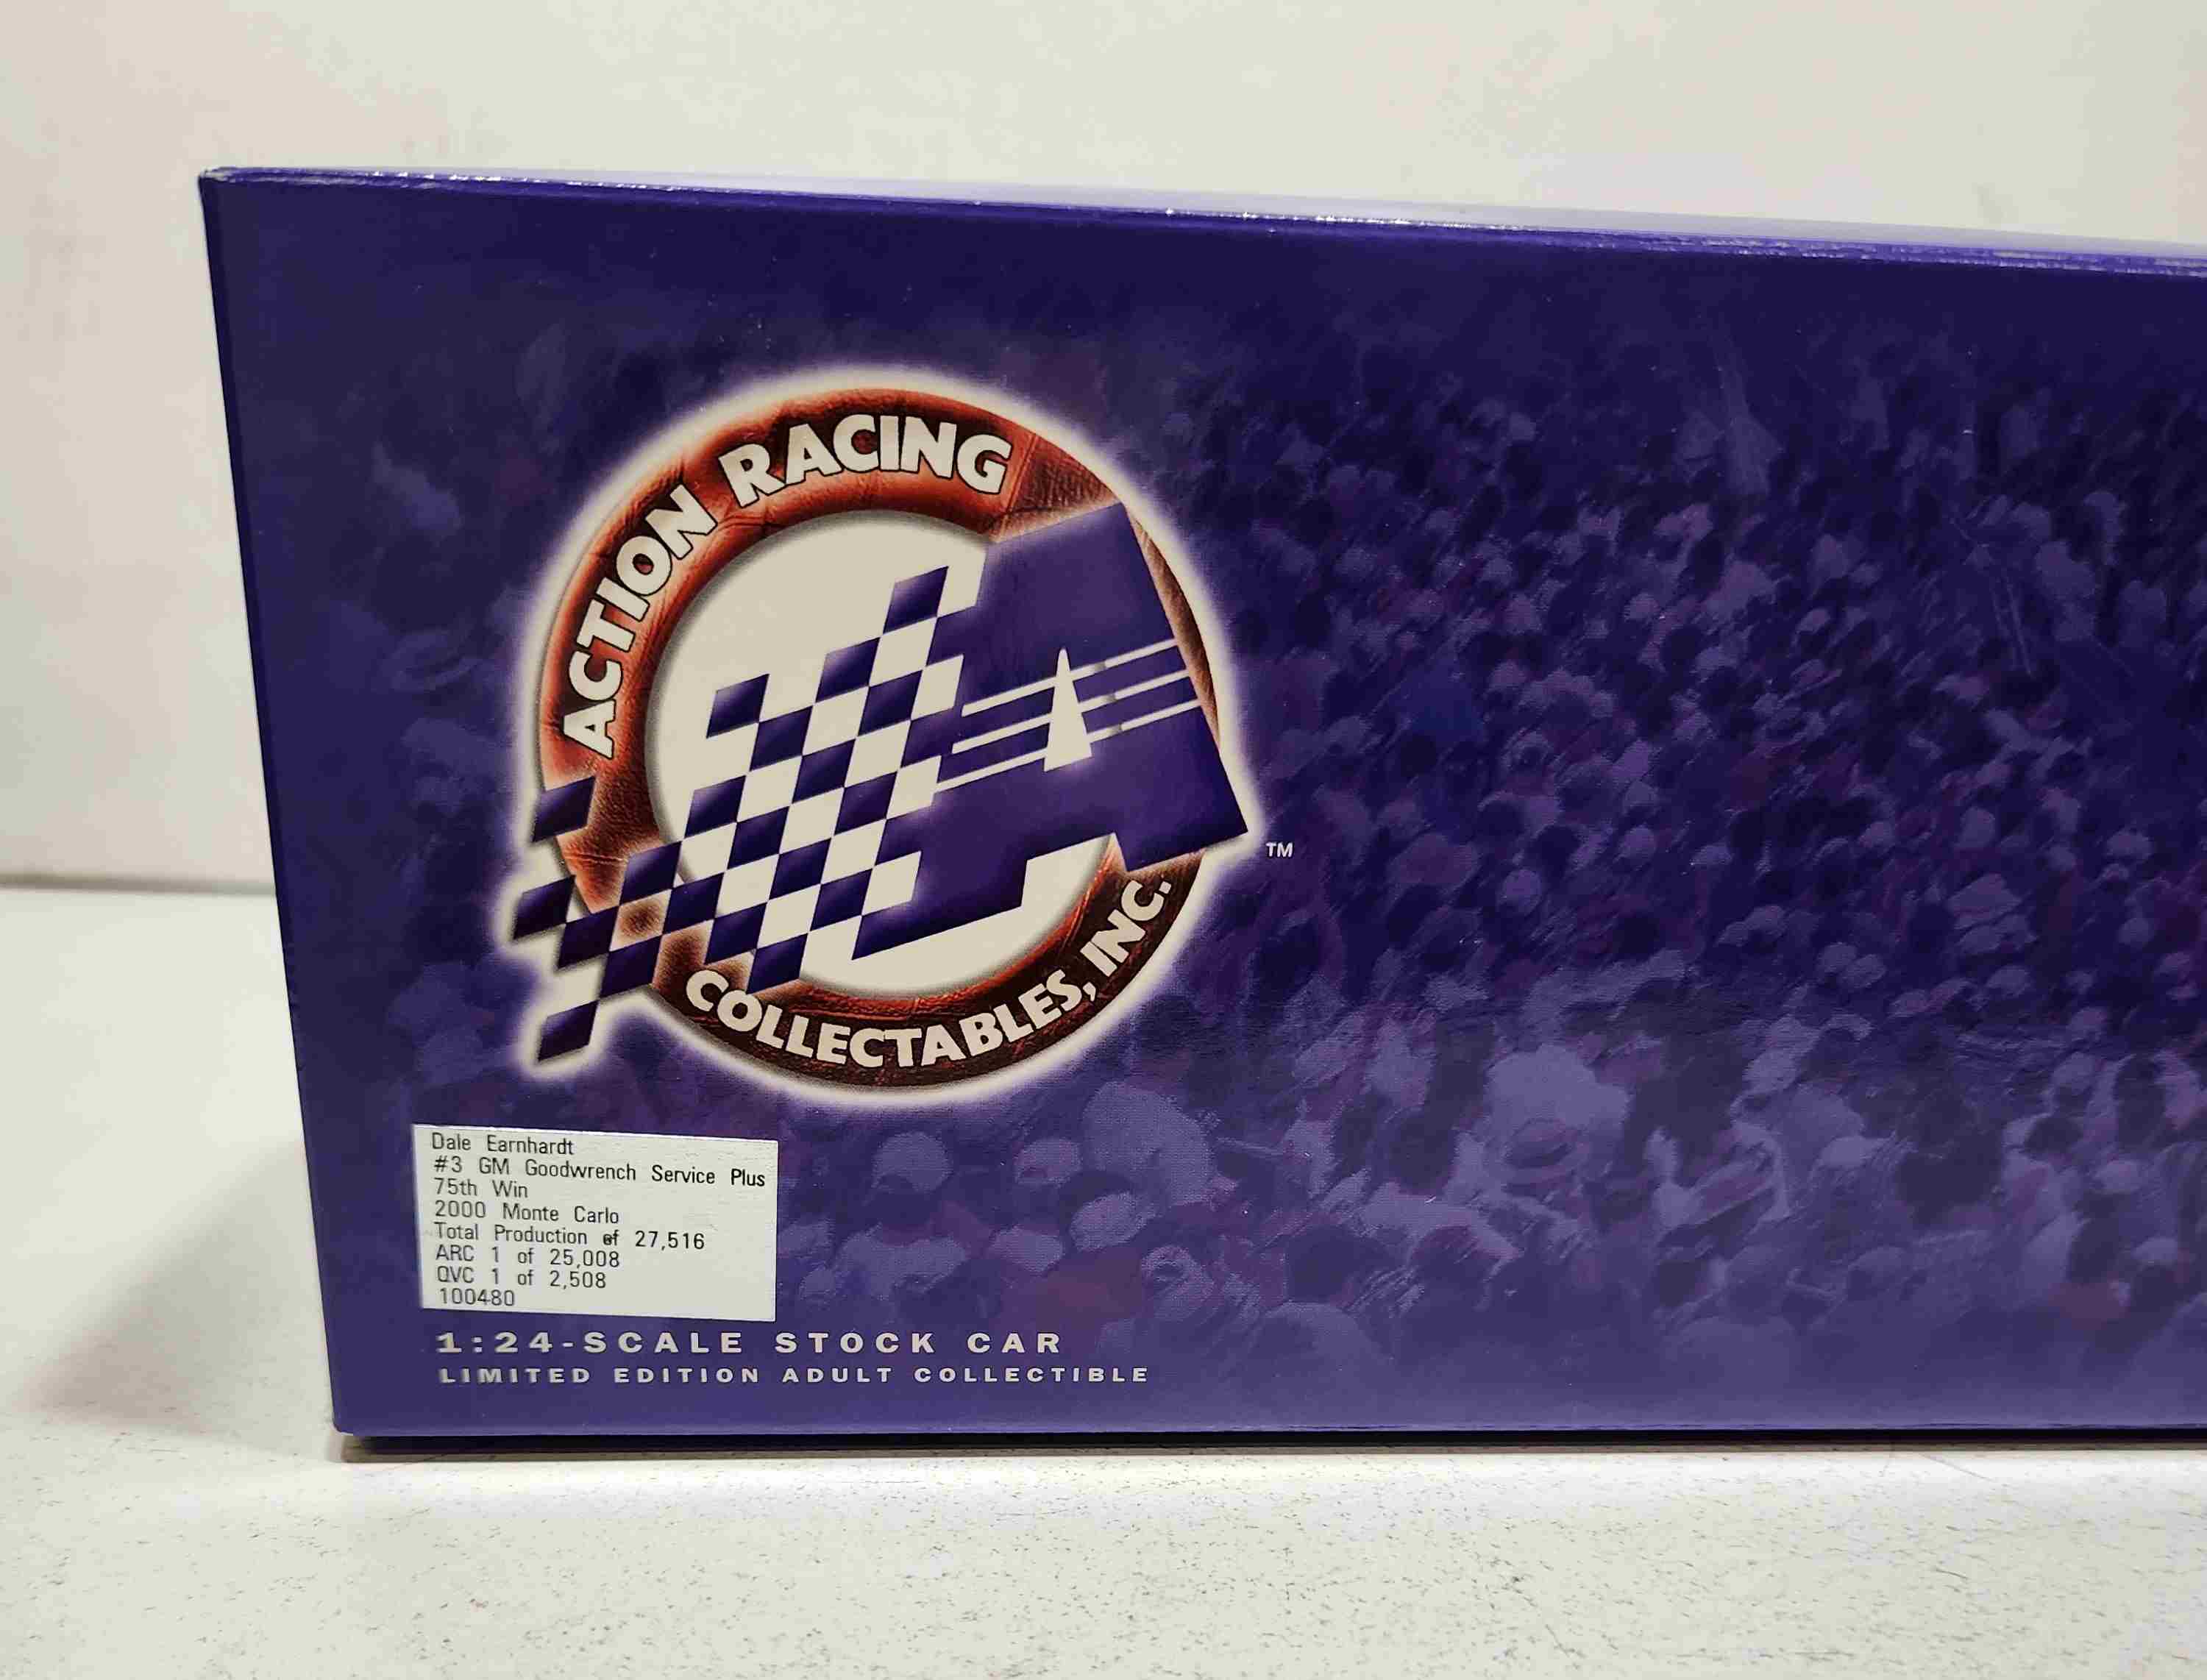 ACTION RACING
COLLECTABLES, INC.
TM
Dale Earnhardt
#3 GM Goodwrench Service Plus
75th Win
2000 Monte Carlo
Total Production of 27,516
ARC 1 of 25,008
QVC 1 of 2,508
100480
1:24-SCALE STOCK CAR
LIMITED EDITION ADULT COLLECTIBLE